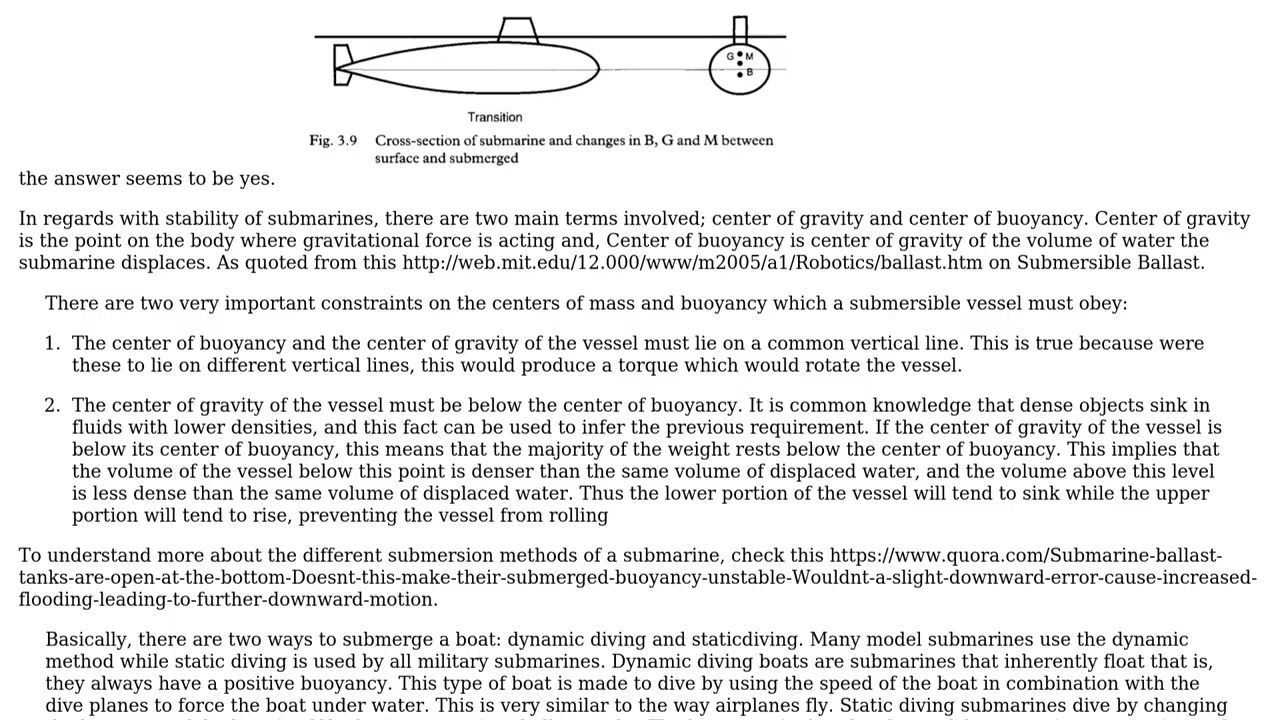 G M
B
Transition
Fig. 3.9 Cross-section of submarine and changes in B, G and M between
surface and submerged
the answer seems to be yes.
In regards with stability of submarines, there are two main terms involved; center of gravity and center of buoyancy. Center of gravity
is the point on the body where gravitational force is acting and, Center of buoyancy is center of gravity of the volume of water the
submarine displaces. As quoted from this http://web.mit.edu/12.000/www/m2005/a1/Robotics/ballast.htm on Submersible Ballast.
There are two very important constraints on the centers of mass and buoyancy which a submersible vessel must obey:
1. The center of buoyancy and the center of gravity of the vessel must lie on a common vertical line. This is true because were
these to lie on different vertical lines, this would produce a torque which would rotate the vessel.
2. The center of gravity of the vessel must be below the center of buoyancy. It is common knowledge that dense objects sink in
fluids with lower densities, and this fact can be used to infer the previous requirement. If the center of gravity of the vessel is
below its center of buoyancy, this means that the majority of the weight rests below the center of buoyancy. This implies that
the volume of the vessel below this point is denser than the same volume of displaced water, and the volume above this level
is less dense than the same volume of displaced water. Thus the lower portion of the vessel will tend to sink while the upper
portion will tend to rise, preventing the vessel from rolling
To understand more about the different submersion methods of a submarine, check this https://www.quora.com/Submarine-ballast-
tanks-are-open-at-the-bottom-Doesnt-this-make-their-submerged-buoyancy-unstable-Wouldnt-a-slight-downward-error-cause-increased-
flooding-leading-to-further-downward-motion.
Basically, there are two ways to submerge a boat: dynamic diving and staticdiving. Many model submarines use the dynamic
method while static diving is used by all military submarines. Dynamic diving boats are submarines that inherently float that is,
they always have a positive buoyancy. This type of boat is made to dive by using the speed of the boat in combination with the
dive planes to force the boat under water. This is very similar to the way airplanes fly. Static diving submarines dive by changing